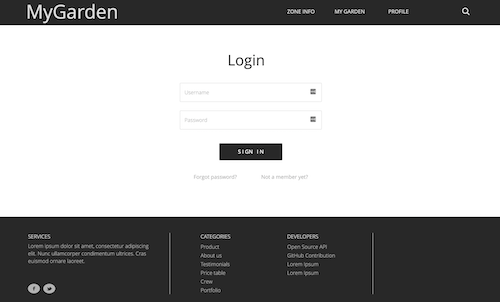 MyGarden
ZONE INFO
MY GARDEN
PROFILE
Login
Username
Password
SIGN IN
Forgot password?
Not a member yet?
SERVICES
Lorem ipsum dolor sit amet, consectetur adipiscing
elit. Nunc ullamcorper condimentum ultrices. Cras
euismod ornare laoreet.
CATEGORIES
Product
About us
Testimonials
Price table
Crew
Portfolio
DEVELOPERS
Open Source API
GitHub Contribution
Lorem Ipsum
Lorem Ipsum